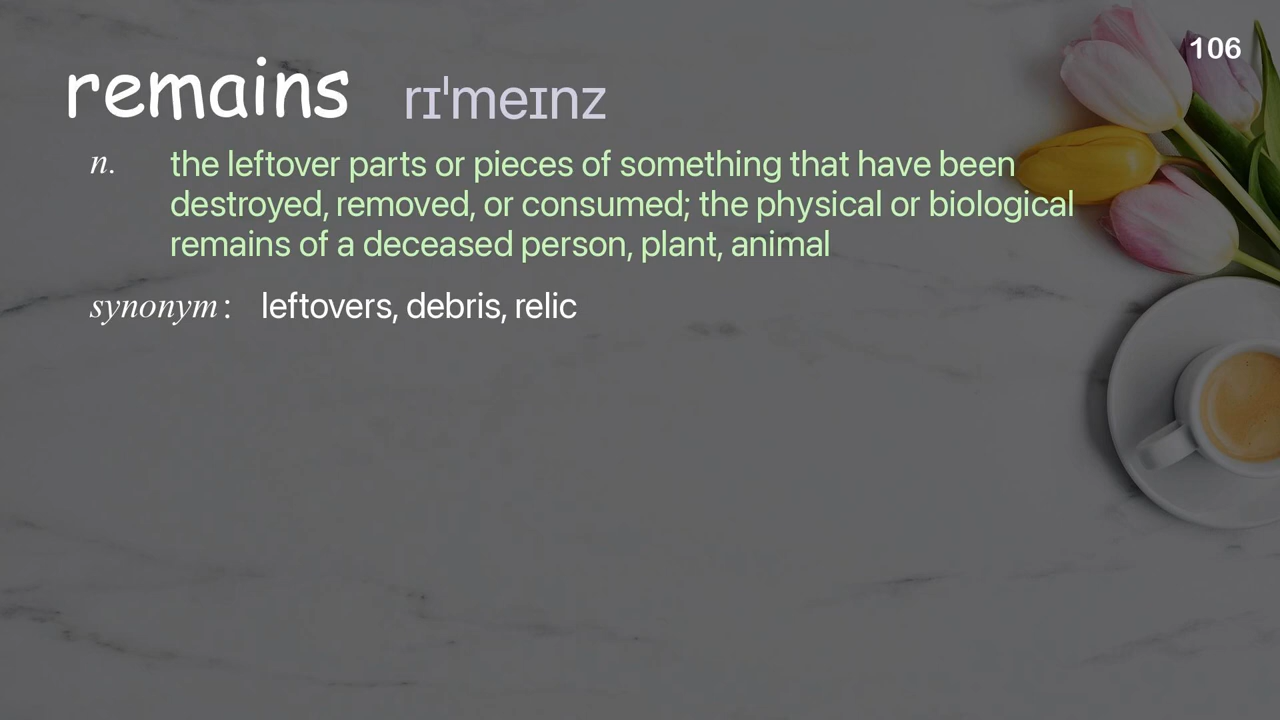 106
remains rɪˈmeɪnz
n. the leftover parts or pieces of something that have been
destroyed, removed, or consumed; the physical or biological
remains of a deceased person, plant, animal
synonym: leftovers, debris, relic